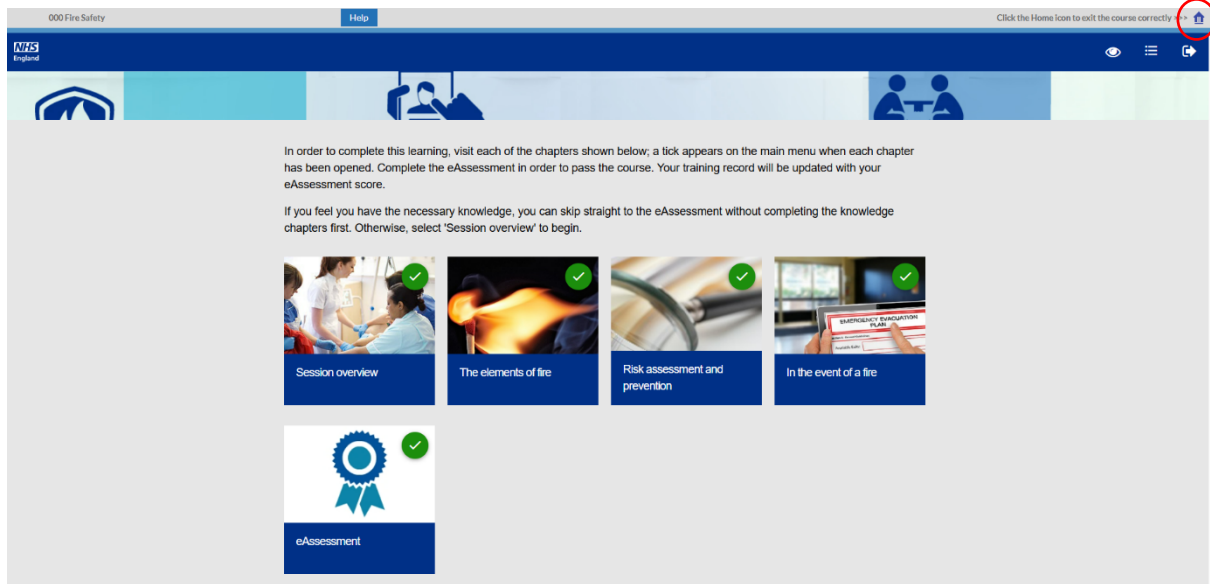 000 Fire Safety
Help
Click the Home icon to exit the course correctly >>>
NHS
England
In order to complete this learning, visit each of the chapters shown below; a tick appears on the main menu when each chapter
has been opened. Complete the eAssessment in order to pass the course. Your training record will be updated with your
eAssessment score.
If you feel you have the necessary knowledge, you can skip straight to the eAssessment without completing the knowledge
chapters first. Otherwise, select 'Session overview' to begin.
EMERGENCY EVACUATION
PLAN
Session overview
The elements of fire
Risk assessment and
prevention
In the event of a fire
eAssessment